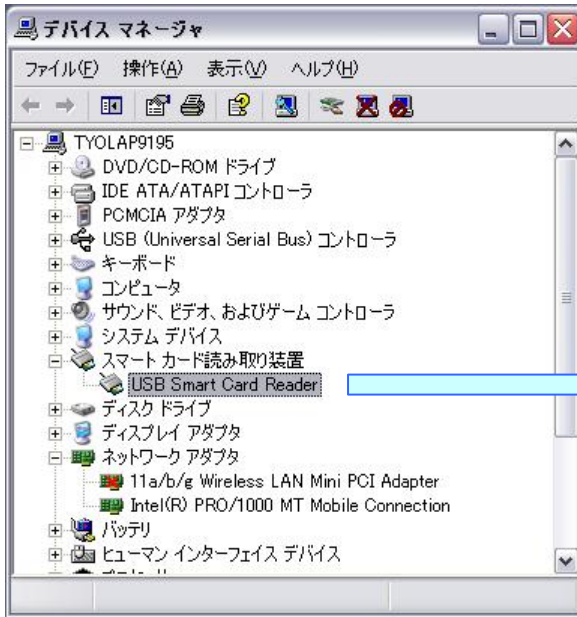 デバイス マネージャ
ファイル(F) 操作(A) 表示(V) ヘルプ(H)
TYOLAP9195
DVD/CD-ROM ドライブ
IDE ATA/ATAPI コントローラ
PCMCIA アダプタ
USB (Universal Serial Bus) コントローラ
キーボード
コンピュータ
サウンド、ビデオ、およびゲーム コントローラ
システム デバイス
スマート カード読み取り装置
USB Smart Card Reader
ディスク ドライブ
ディスプレイ アダプタ
ネットワーク アダプタ
11a/b/g Wireless LAN Mini PCI Adapter
Intel(R) PRO/1000 MT Mobile Connection
バッテリ
ヒューマン インターフェイス デバイス